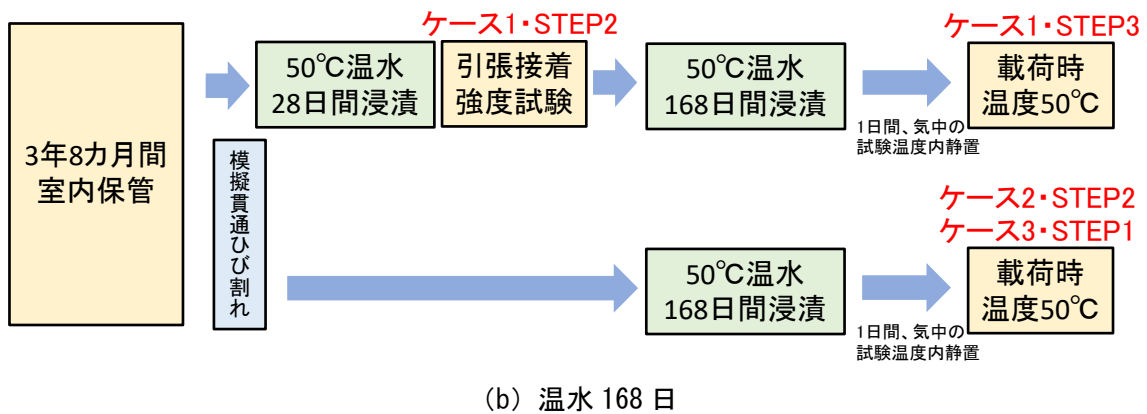 3年8カ月間
室内保管
模擬貫通ひび割れ
50℃温水
28日間浸漬
ケース1・STEP2
引張接着
強度試験
50℃温水
168日間浸漬
1日間、気中の
試験温度内静置
ケース1・STEP3
載荷時
温度50℃
50℃温水
168日間浸漬
1日間、気中の
試験温度内静置
ケース2・STEP2
ケース3・STEP1
載荷時
温度50℃
(b) 温水 168 日